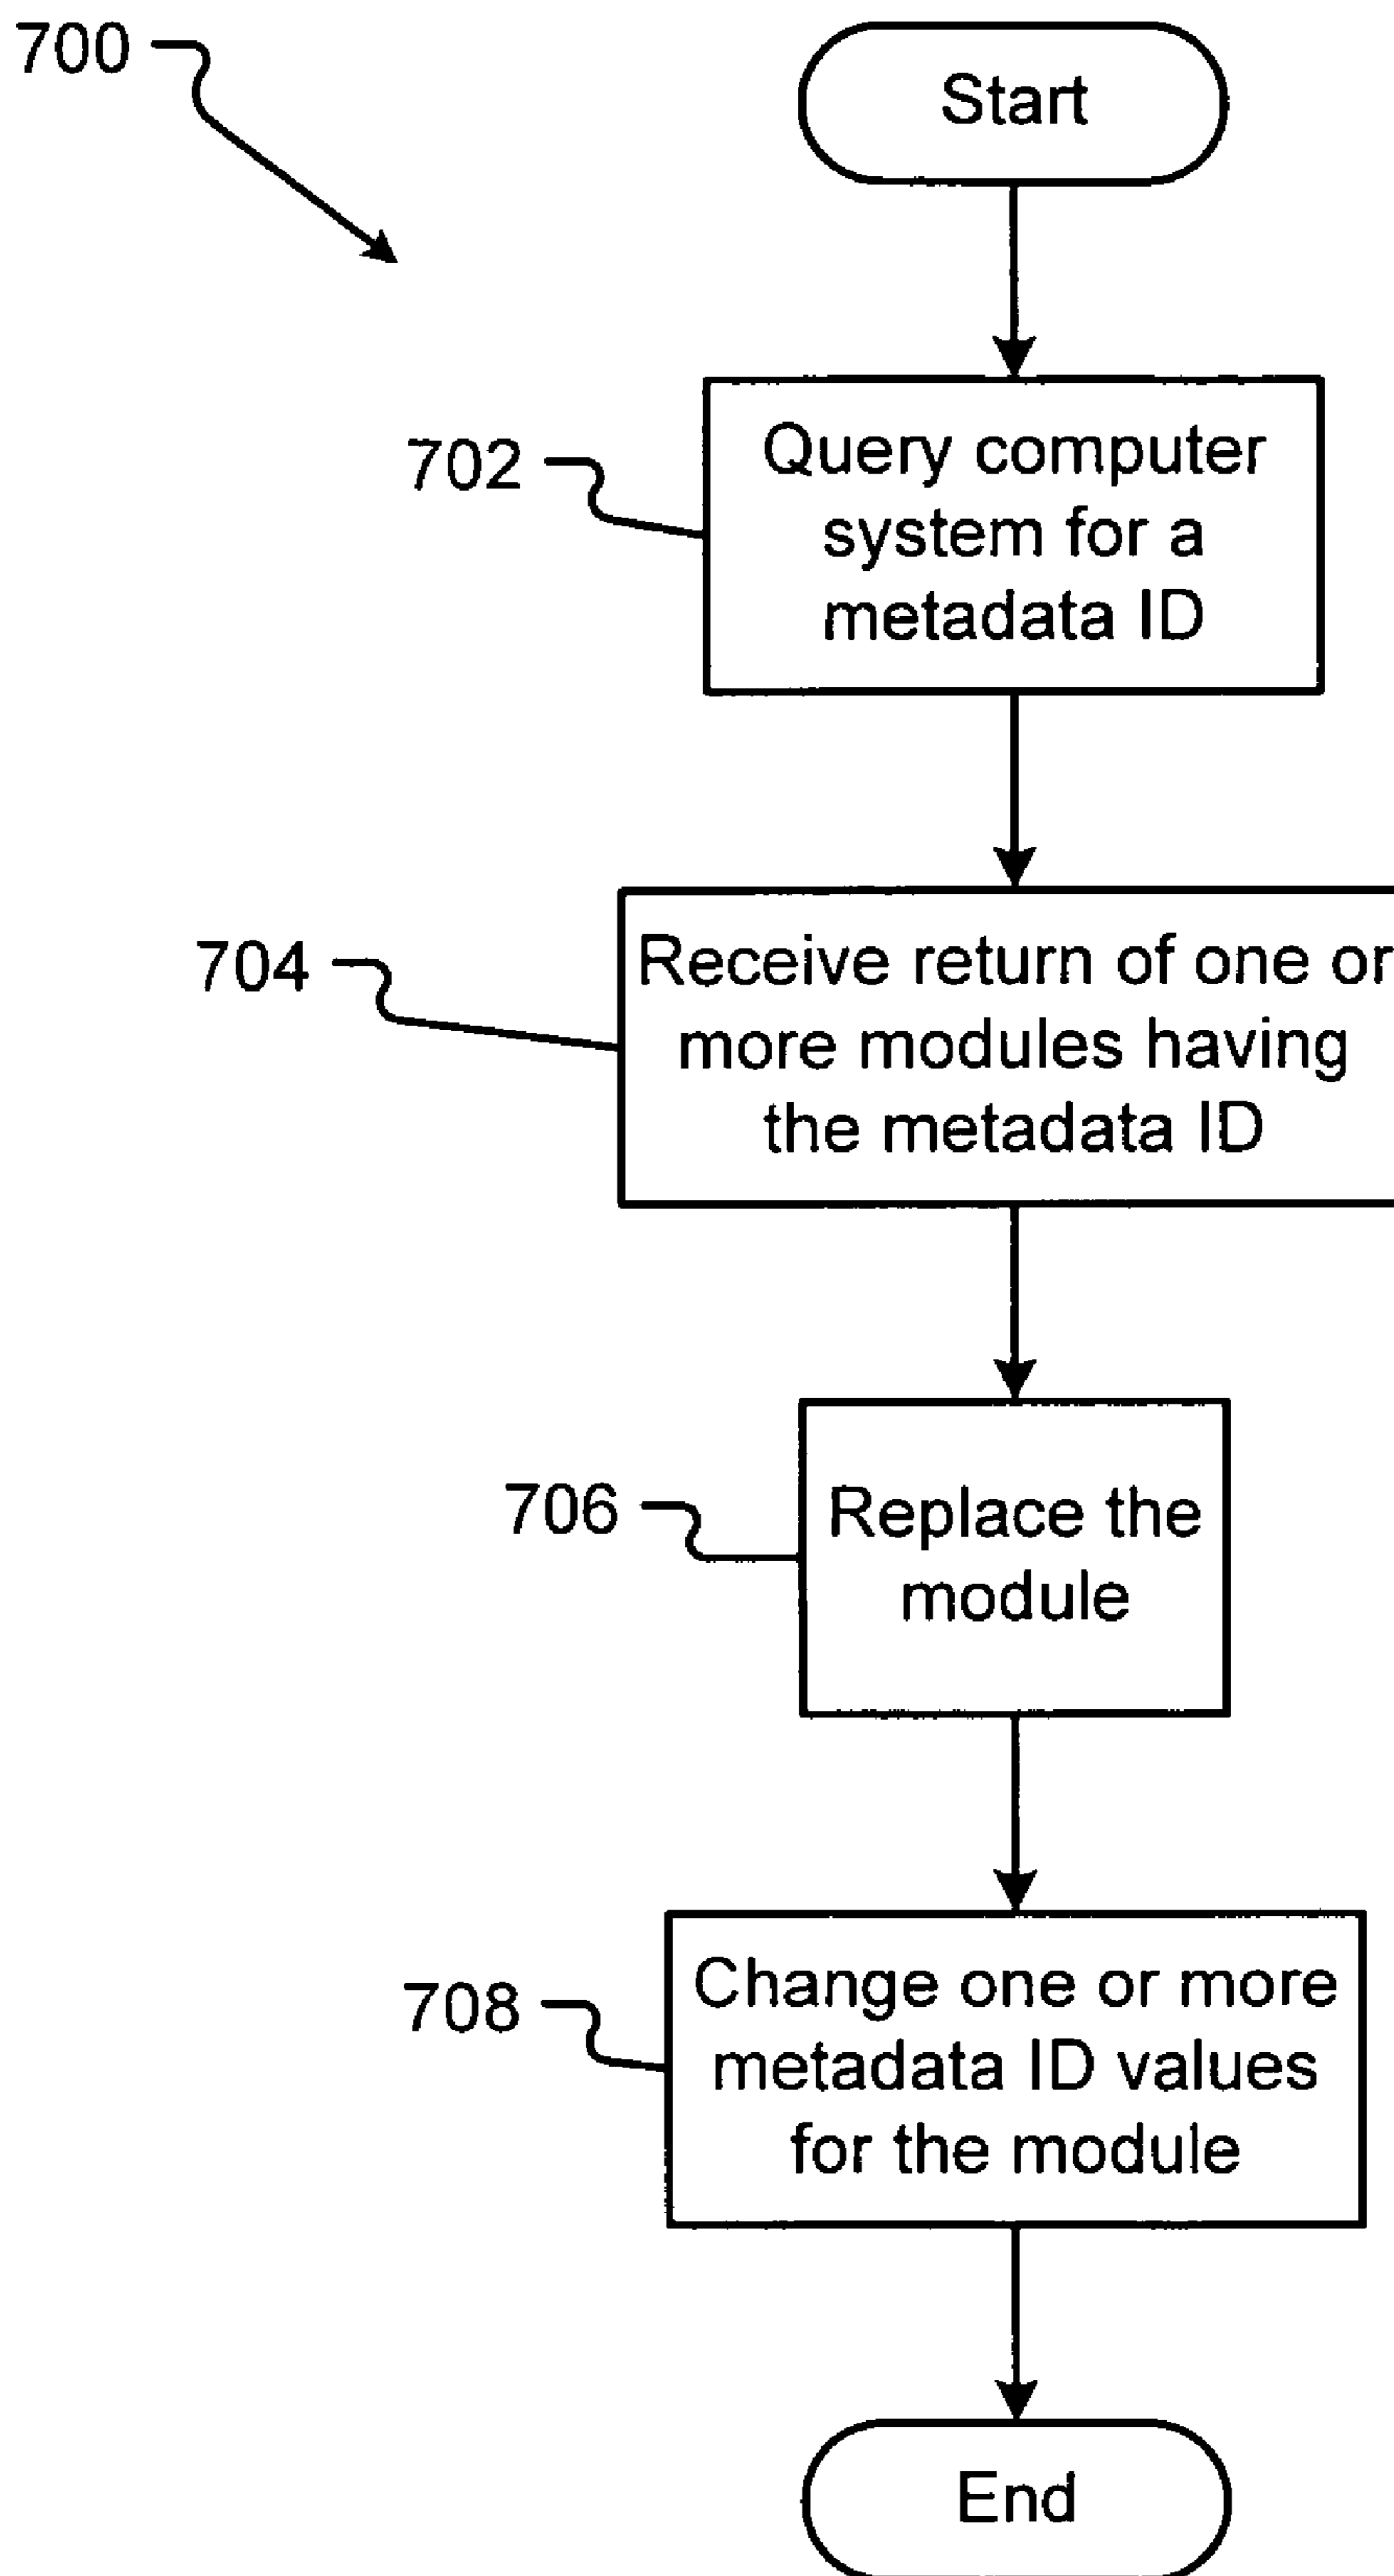 700
Start
702
Query computer
system for a
metadata ID
704
Receive return of one or
more modules having
the metadata ID
706
Replace the
module
708
Change one or more
metadata ID values
for the module
End